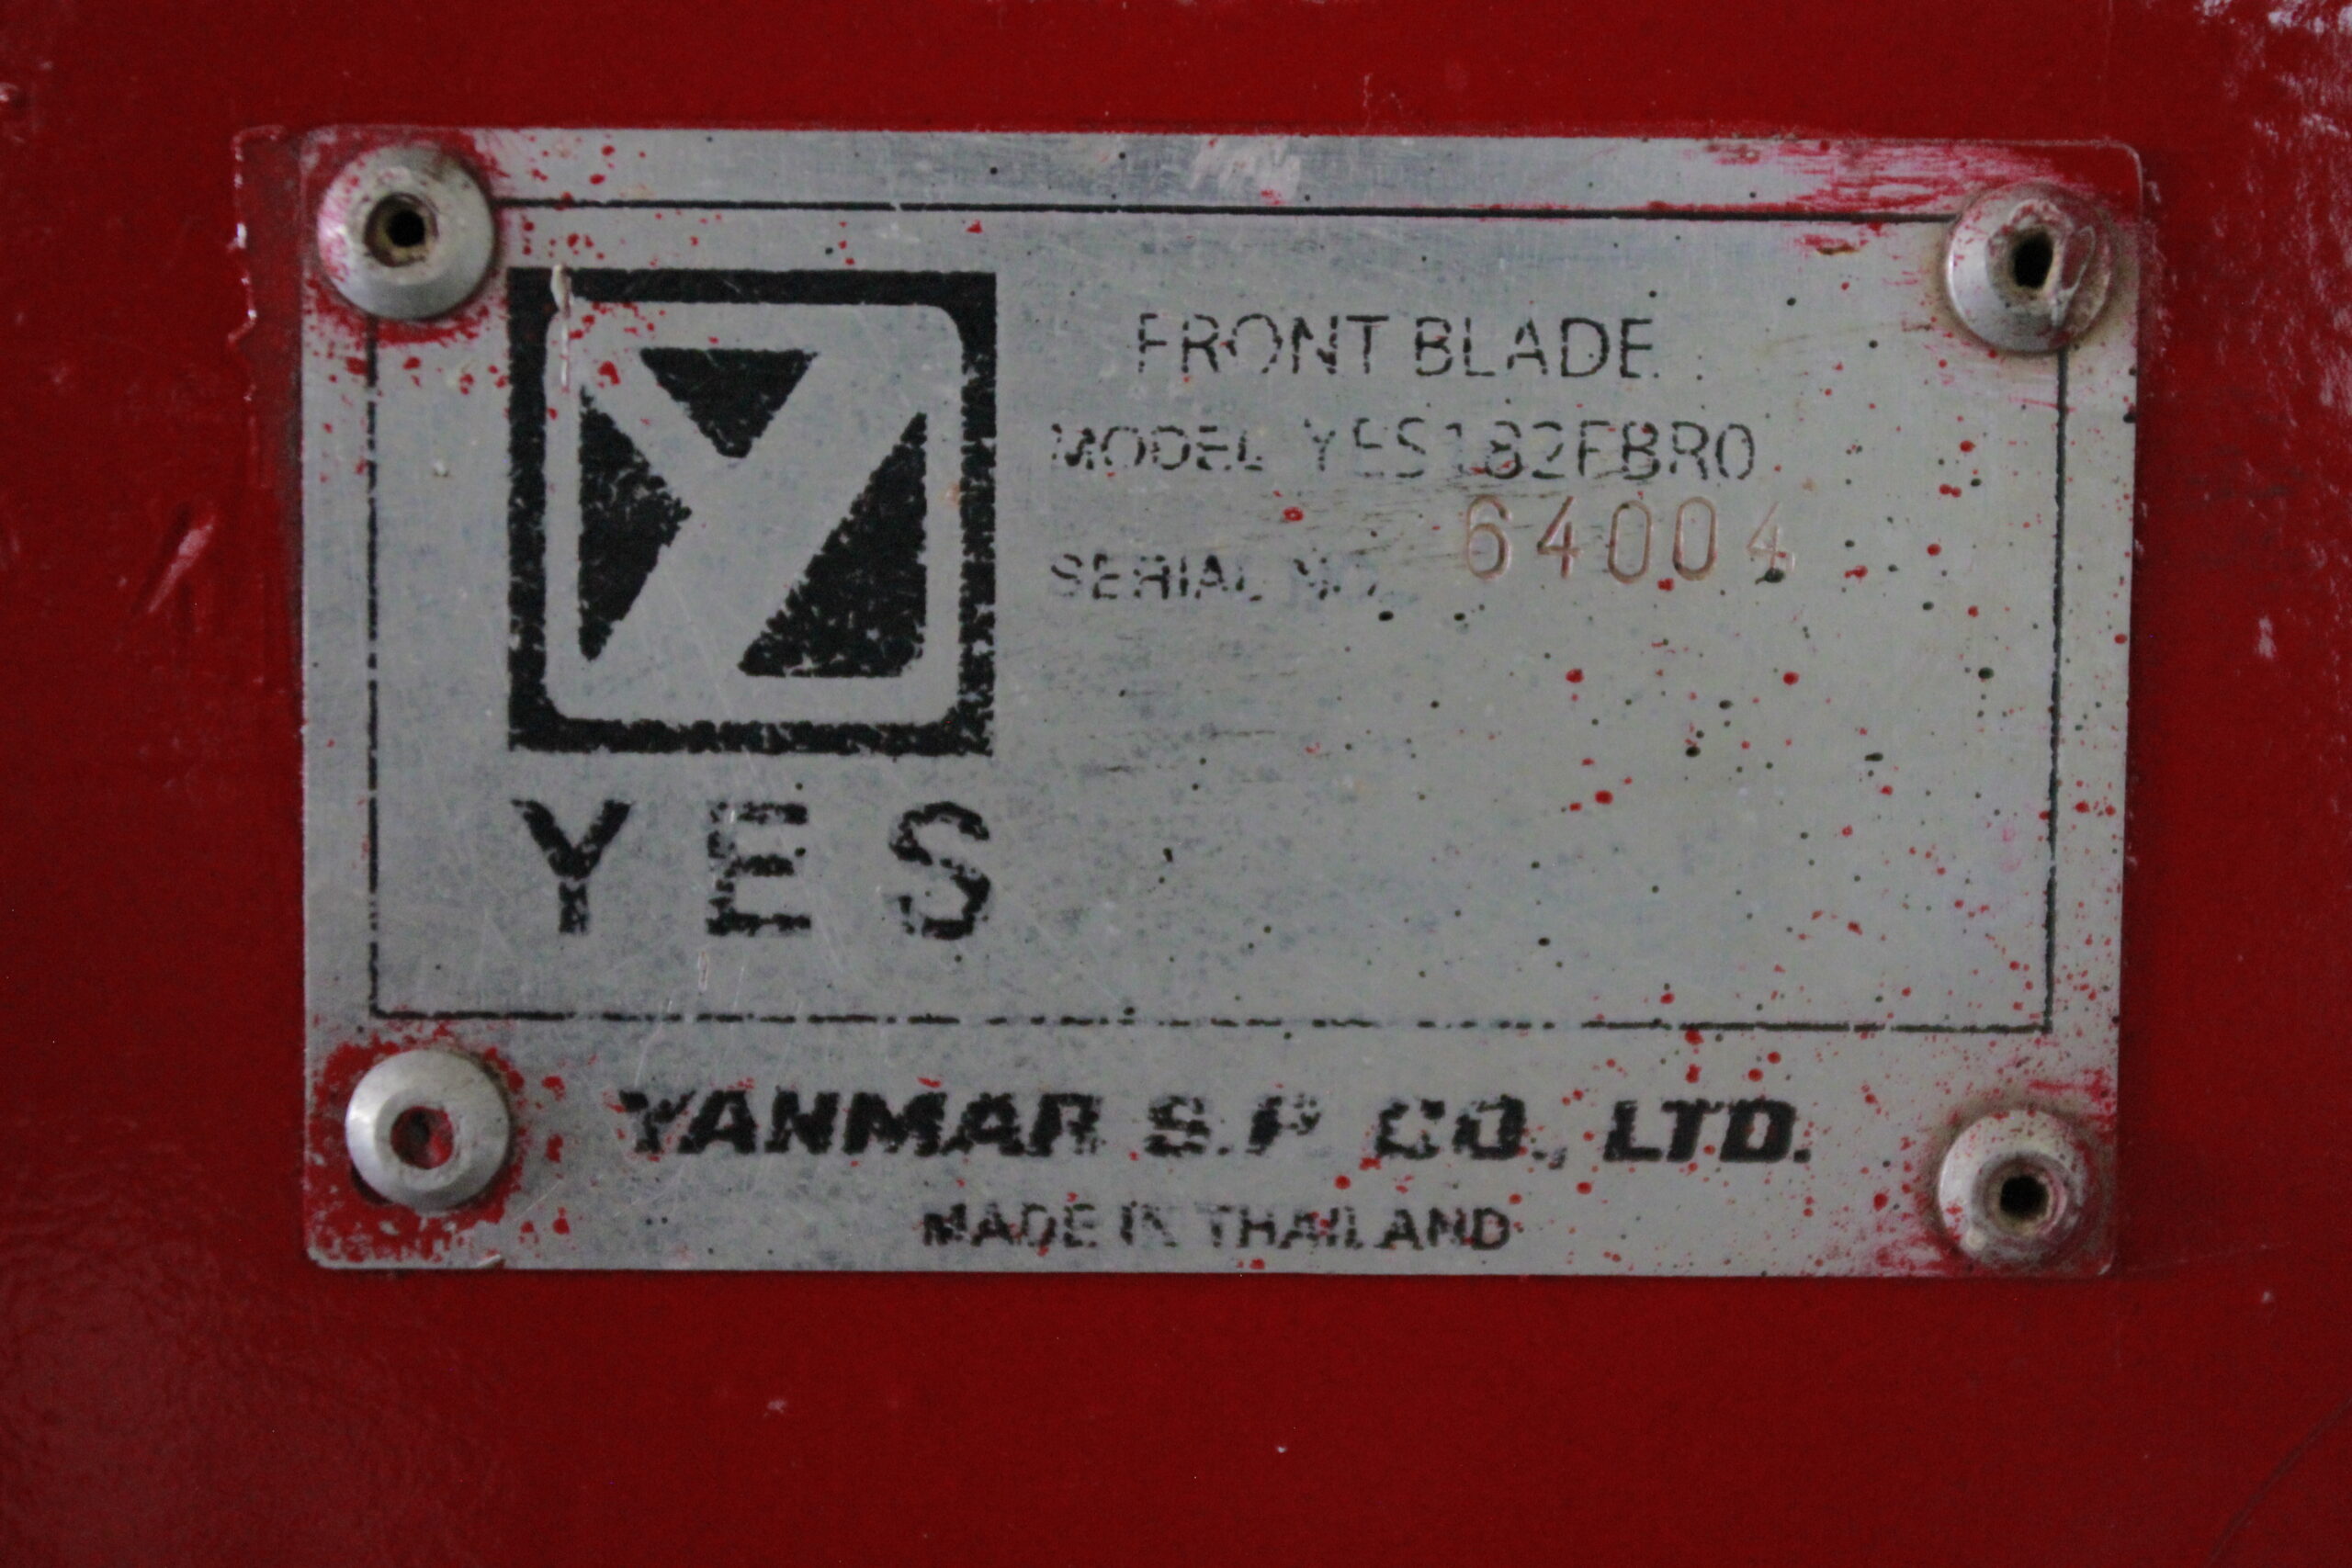 FRONT BLADE
MODEL YES182FBR0
SERIAL NO. 64004
YES
YANMAR S.P. CO., LTD.
MADE IN THAILAND